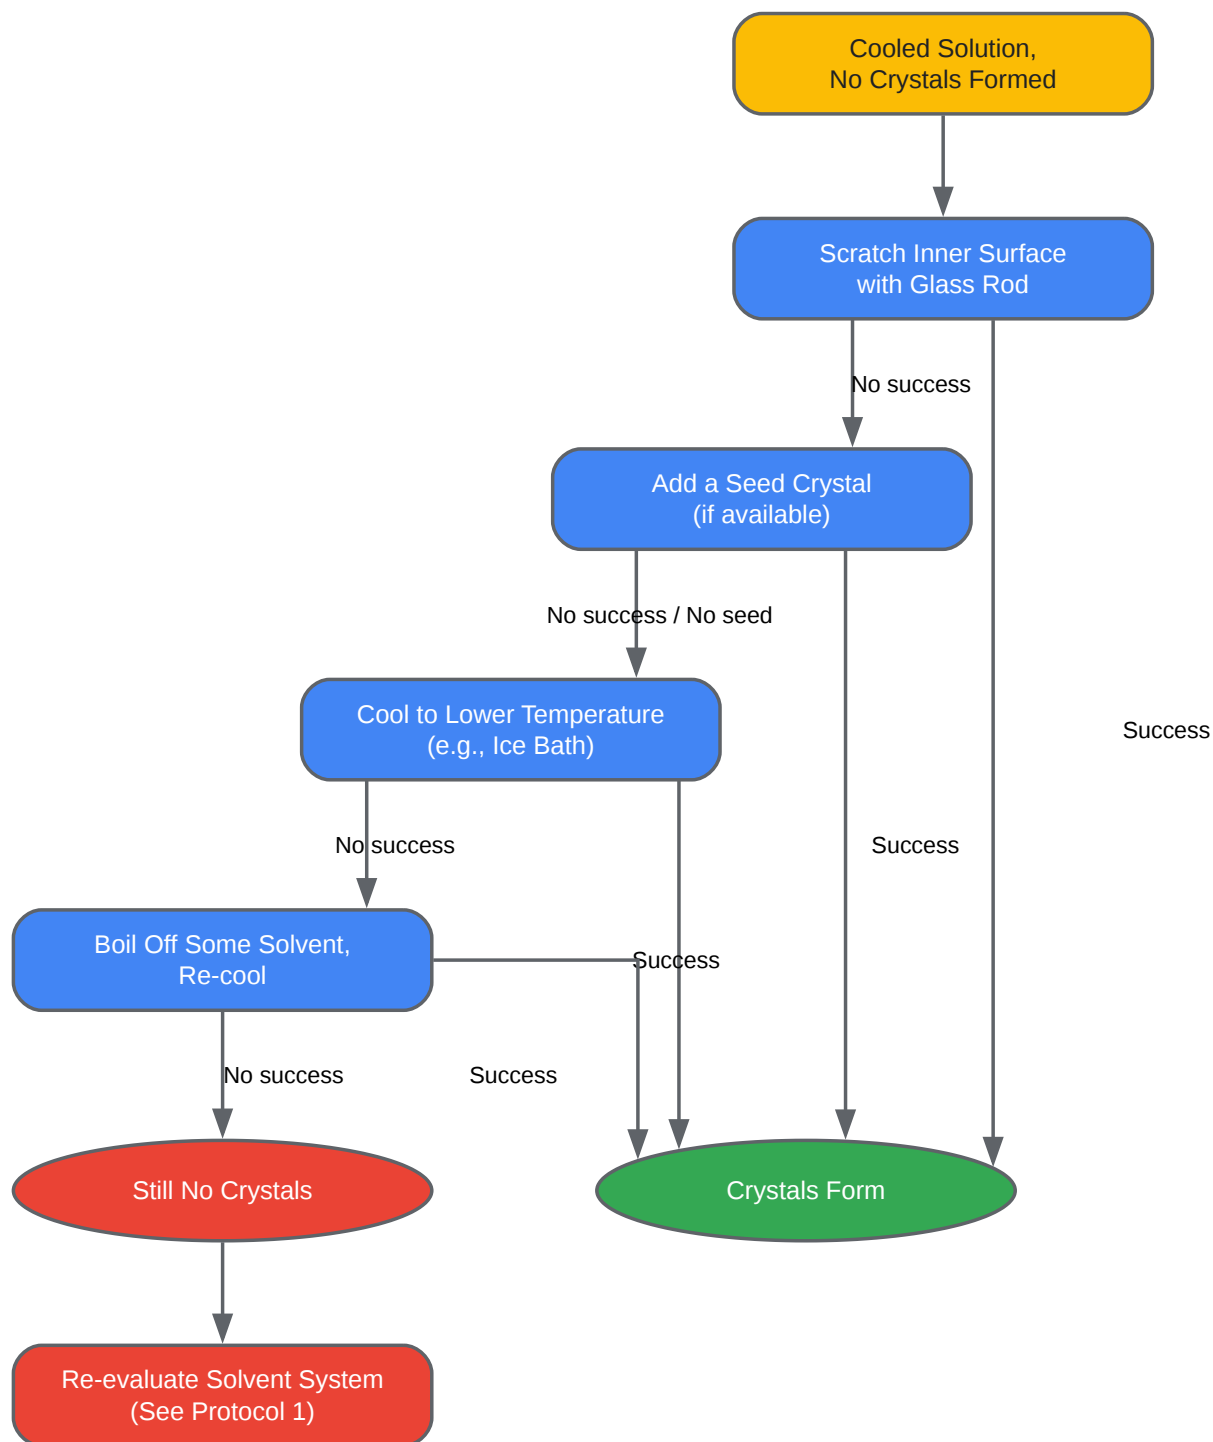 Cooled Solution,
No Crystals Formed
Scratch Inner Surface
with Glass Rod
No success
Add a Seed Crystal
(if available)
No success / No seed
Cool to Lower Temperature
(e.g., Ice Bath)
Success
No success
Success
Boil Off Some Solvent,
Re-cool
Success
No success
Success
Still No Crystals
Crystals Form
Re-evaluate Solvent System
(See Protocol 1)